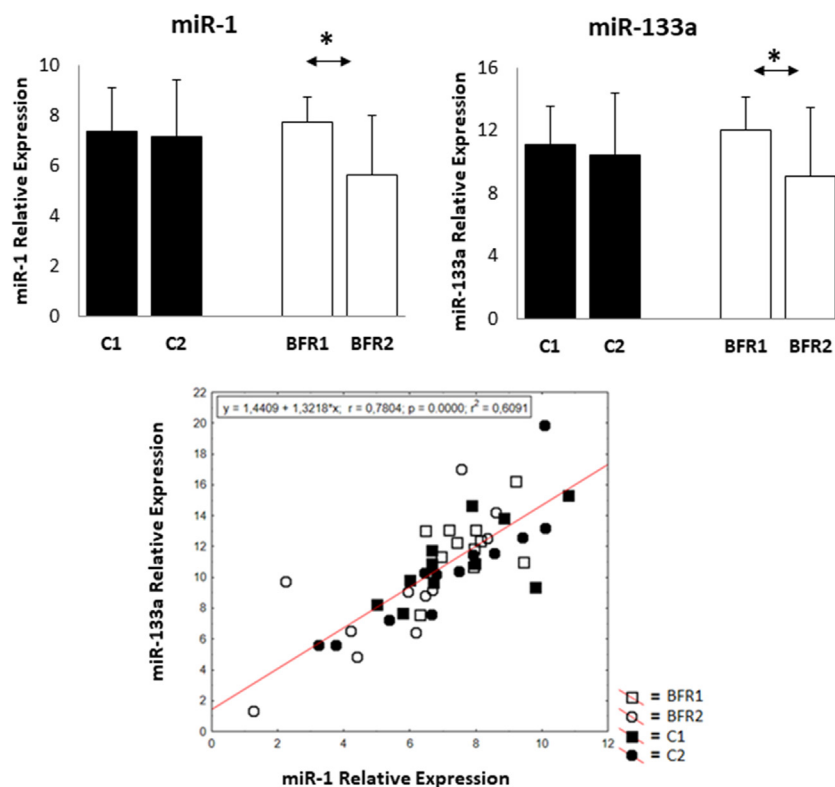 miR-1
*
10
8
6
4
2
0
miR-1 Relative Expression
C1 C2 BFR1 BFR2
miR-133a
*
16
12
8
4
0
miR-133a Relative Expression
C1 C2 BFR1 BFR2
y = 1,4409 + 1,3218*x; r = 0,7804; p = 0.0000; r² = 0,6091
22
20
18
16
14
12
10
8
6
4
2
0
miR-133a Relative Expression
0 2 4 6 8 10 12
miR-1 Relative Expression
= BFR1
= BFR2
= C1
= C2